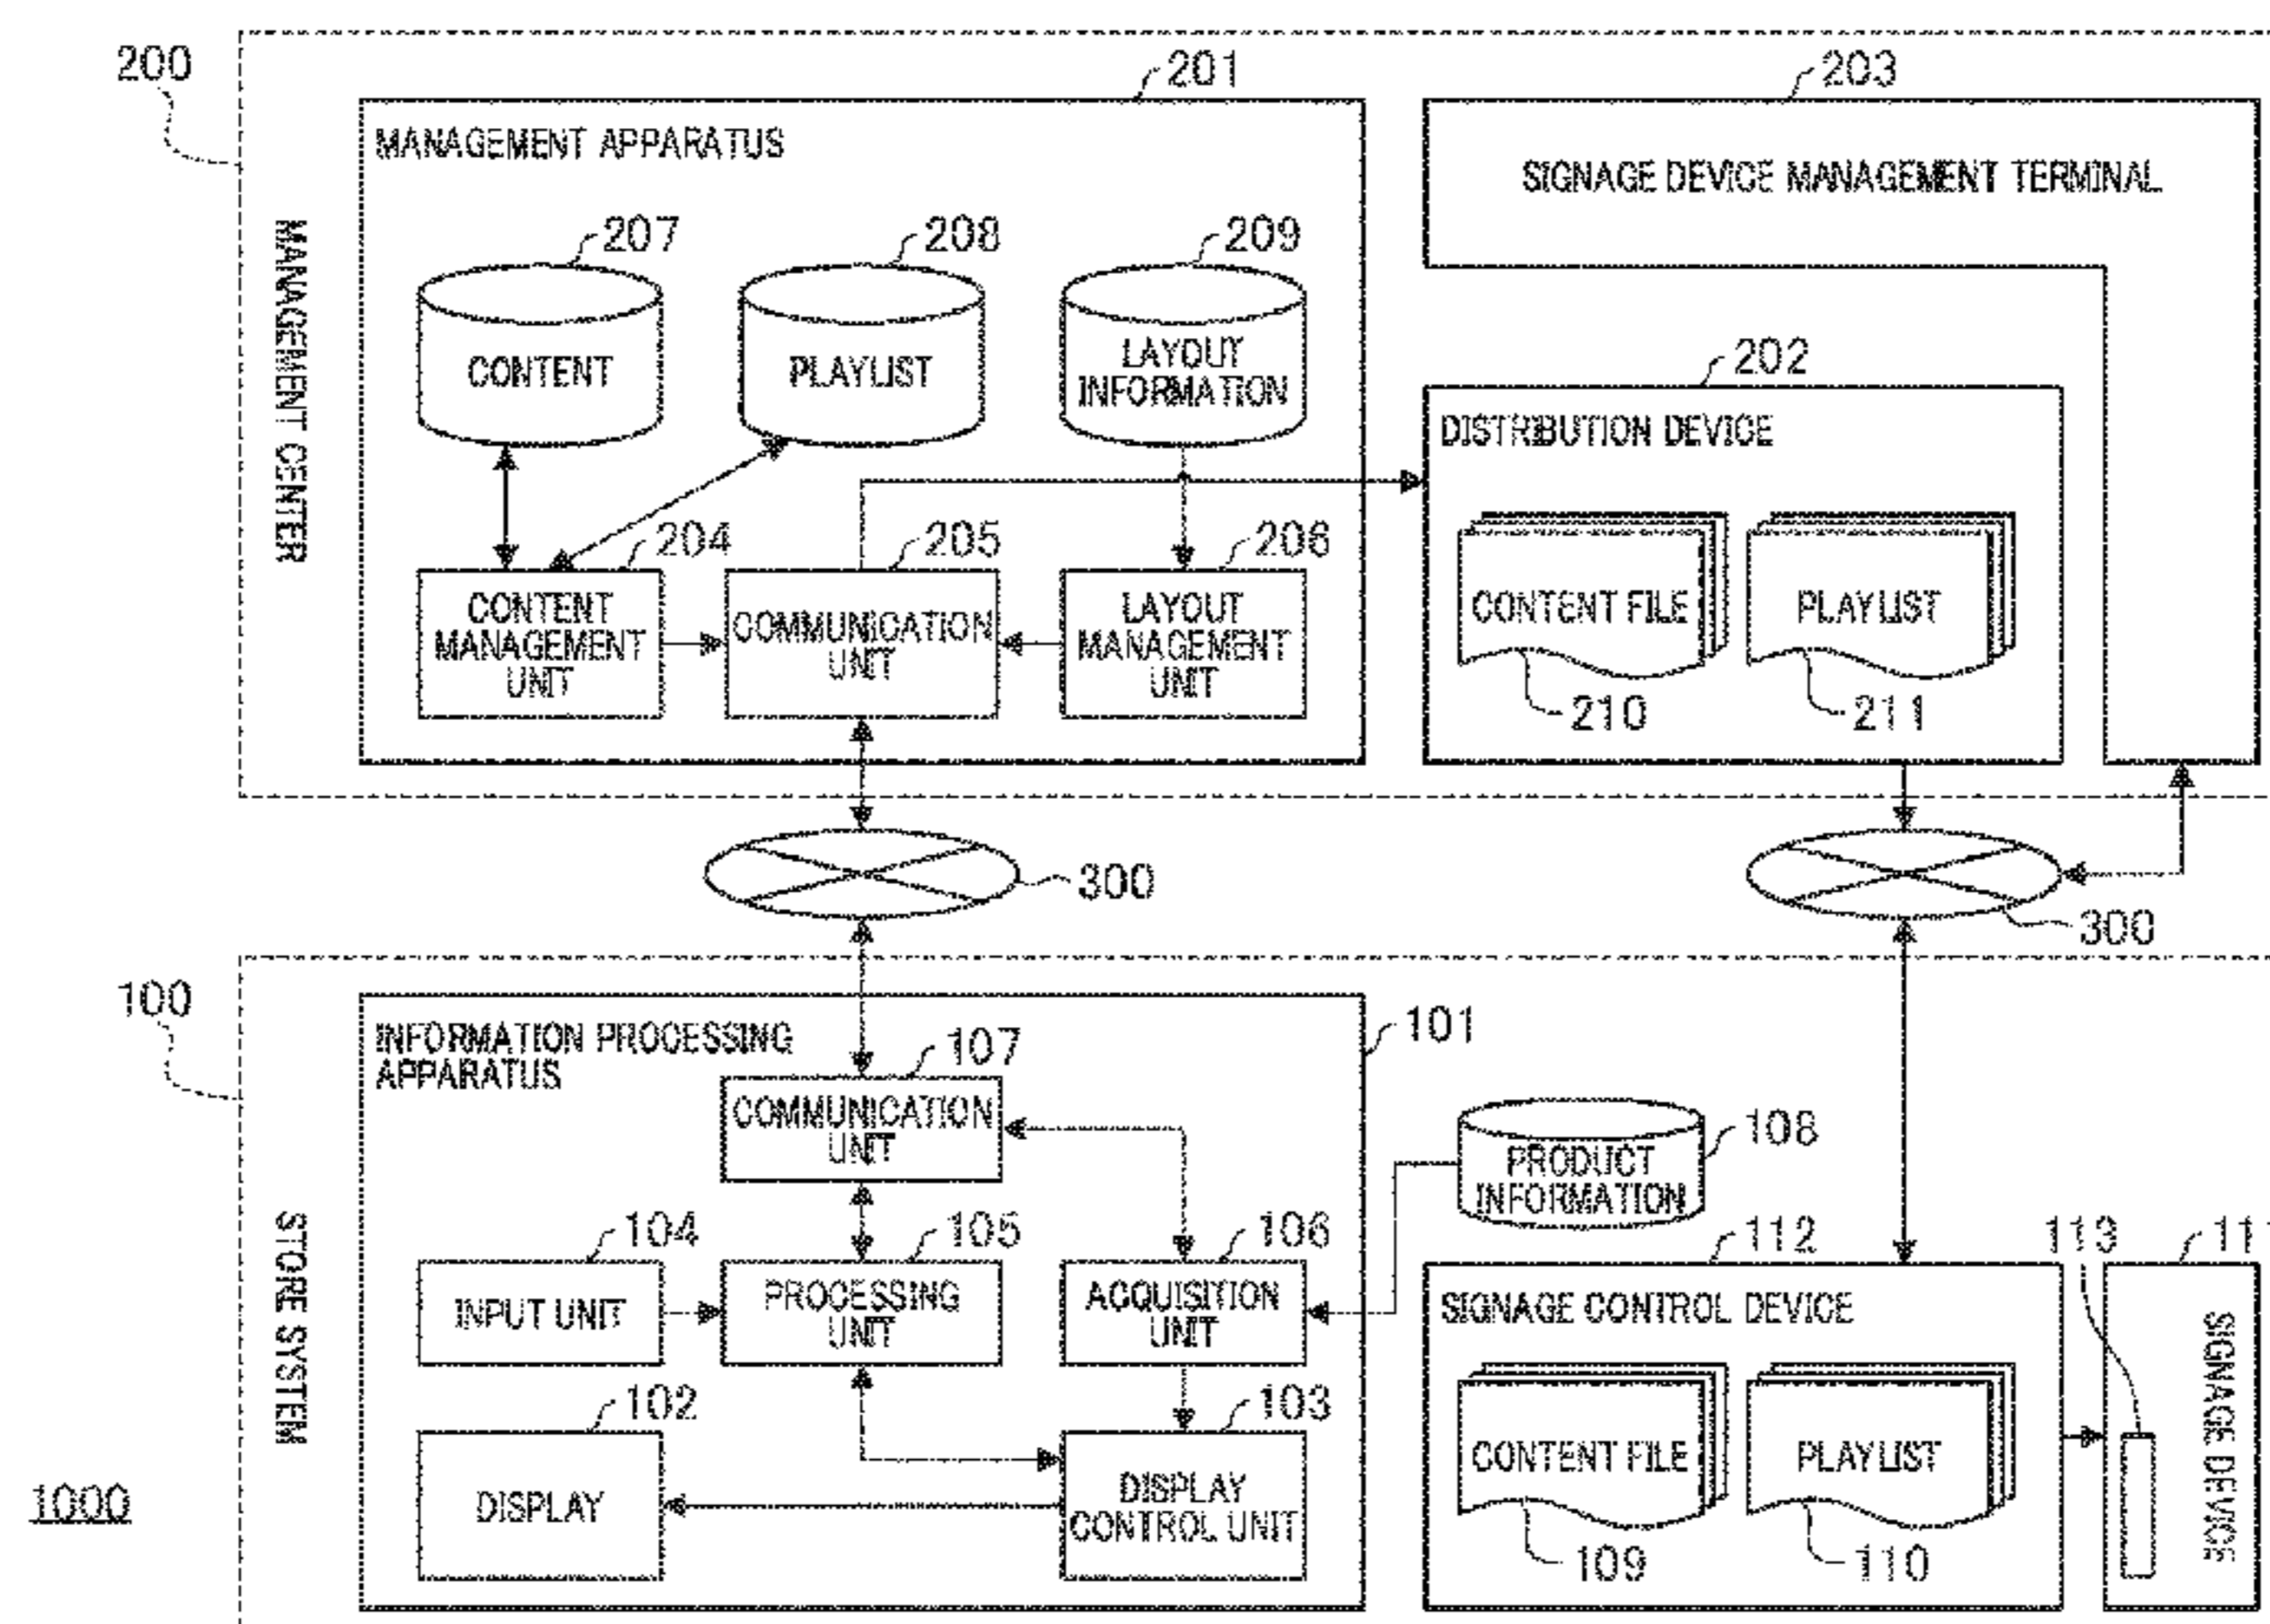 200
201
203
MANAGEMENT APPARATUS
SIGNAGE DEVICE MANAGEMENT TERMINAL
MANAGEMENT CENTER
207
208
209
CONTENT
PLAYLIST
LAYOUT
INFORMATION
202
DISTRIBUTION DEVICE
204
205
206
CONTENT
MANAGEMENT
UNIT
COMMUNICATION
UNIT
LAYOUT
MANAGEMENT
UNIT
CONTENT FILE
PLAYLIST
210
211
300
300
100
101
INFORMATION PROCESSING
APPARATUS
107
COMMUNICATION
UNIT
108
PRODUCT
INFORMATION
STORE SYSTEM
104
105
106
112
113
11
INPUT UNIT
PROCESSING
UNIT
ACQUISITION
UNIT
SIGNAGE CONTROL DEVICE
SIGNAGE DEVICE
102
103
DISPLAY
DISPLAY
CONTROL UNIT
CONTENT FILE
PLAYLIST
109
110
1000